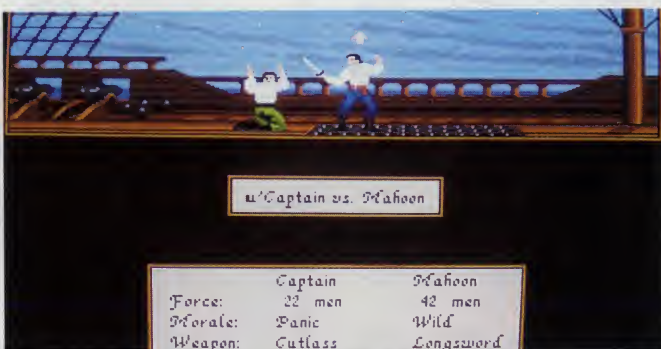 u'Captain vs. Mahoon
Captain Mahoon
Force: 22 men 42 men
Morale: Panic Wild
Weapon: Cutlass Longsword